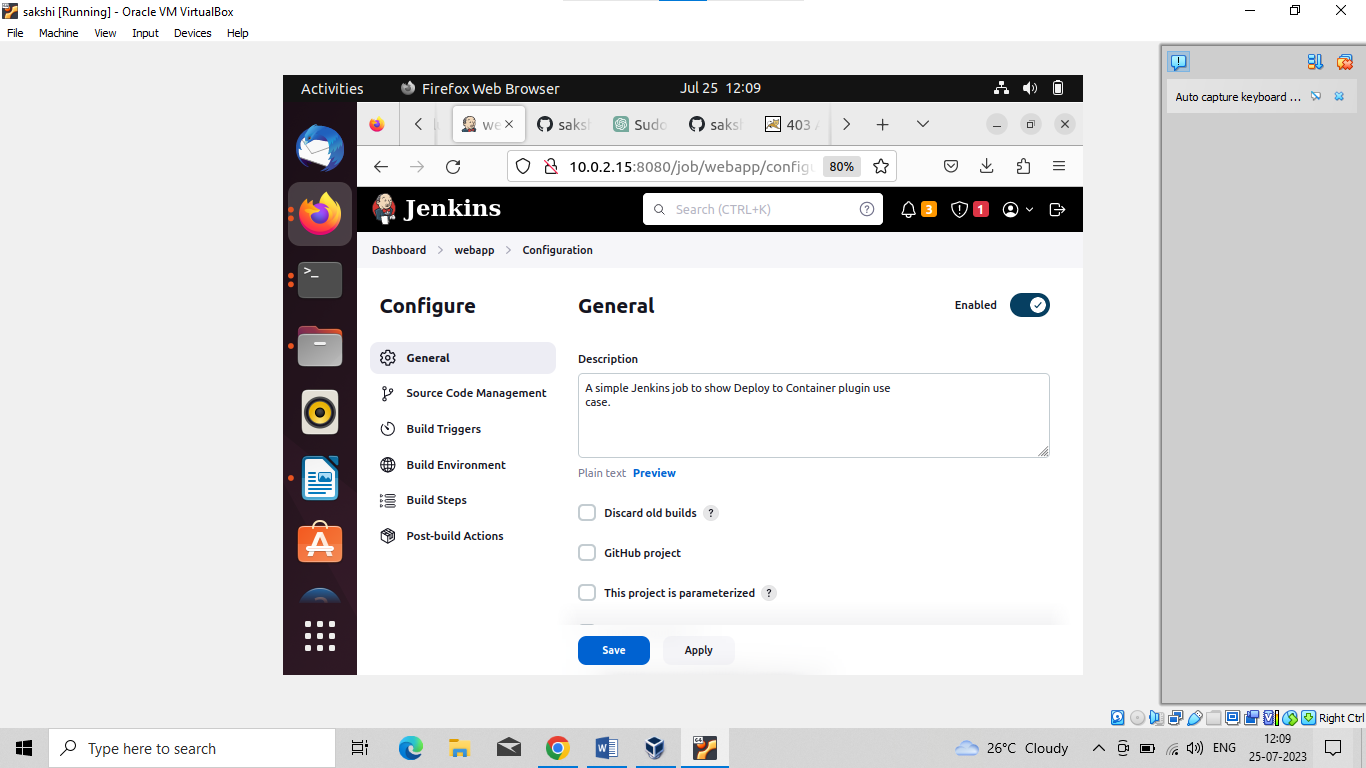 sakshi [Running] - Oracle VM VirtualBox
File Machine View Input Devices Help
Auto capture keyboard ...
Activities Firefox Web Browser Jul 25 12:09
we saksh Sudo saksh 403
10.0.2.15:8080/job/webapp/config 80%
Jenkins Search (CTRL+K) ? 3 1
Dashboard webapp Configuration
Configure
General
Source Code Management
Build Triggers
Build Environment
Build Steps
Post-build Actions
General Enabled
Description
A simple Jenkins job to show Deploy to Container plugin use
case.
Plain text Preview
Discard old builds ?
GitHub project
This project is parameterized ?
Save Apply
Right Ctrl
Type here to search
26°C Cloudy ENG 12:09
25-07-2023